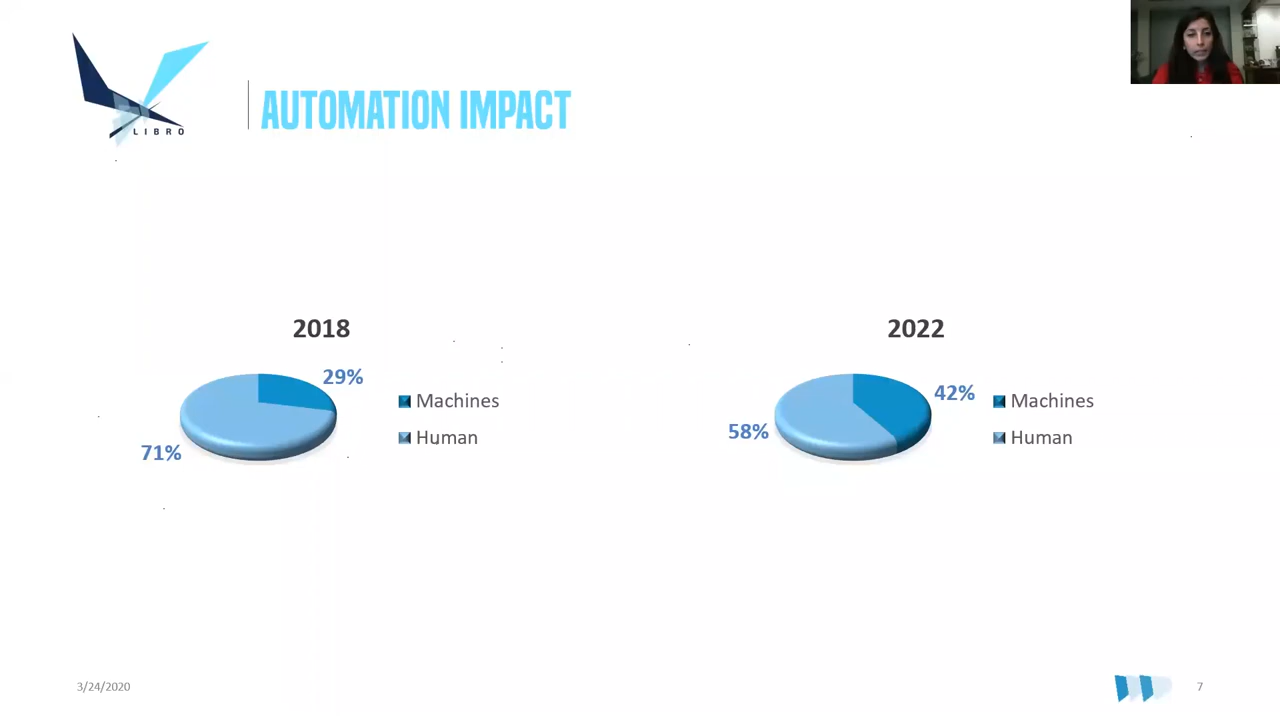 LIBRO
AUTOMATION IMPACT
2018
29%
71%
Machines
Human
2022
42%
58%
Machines
Human
3/24/2020
7